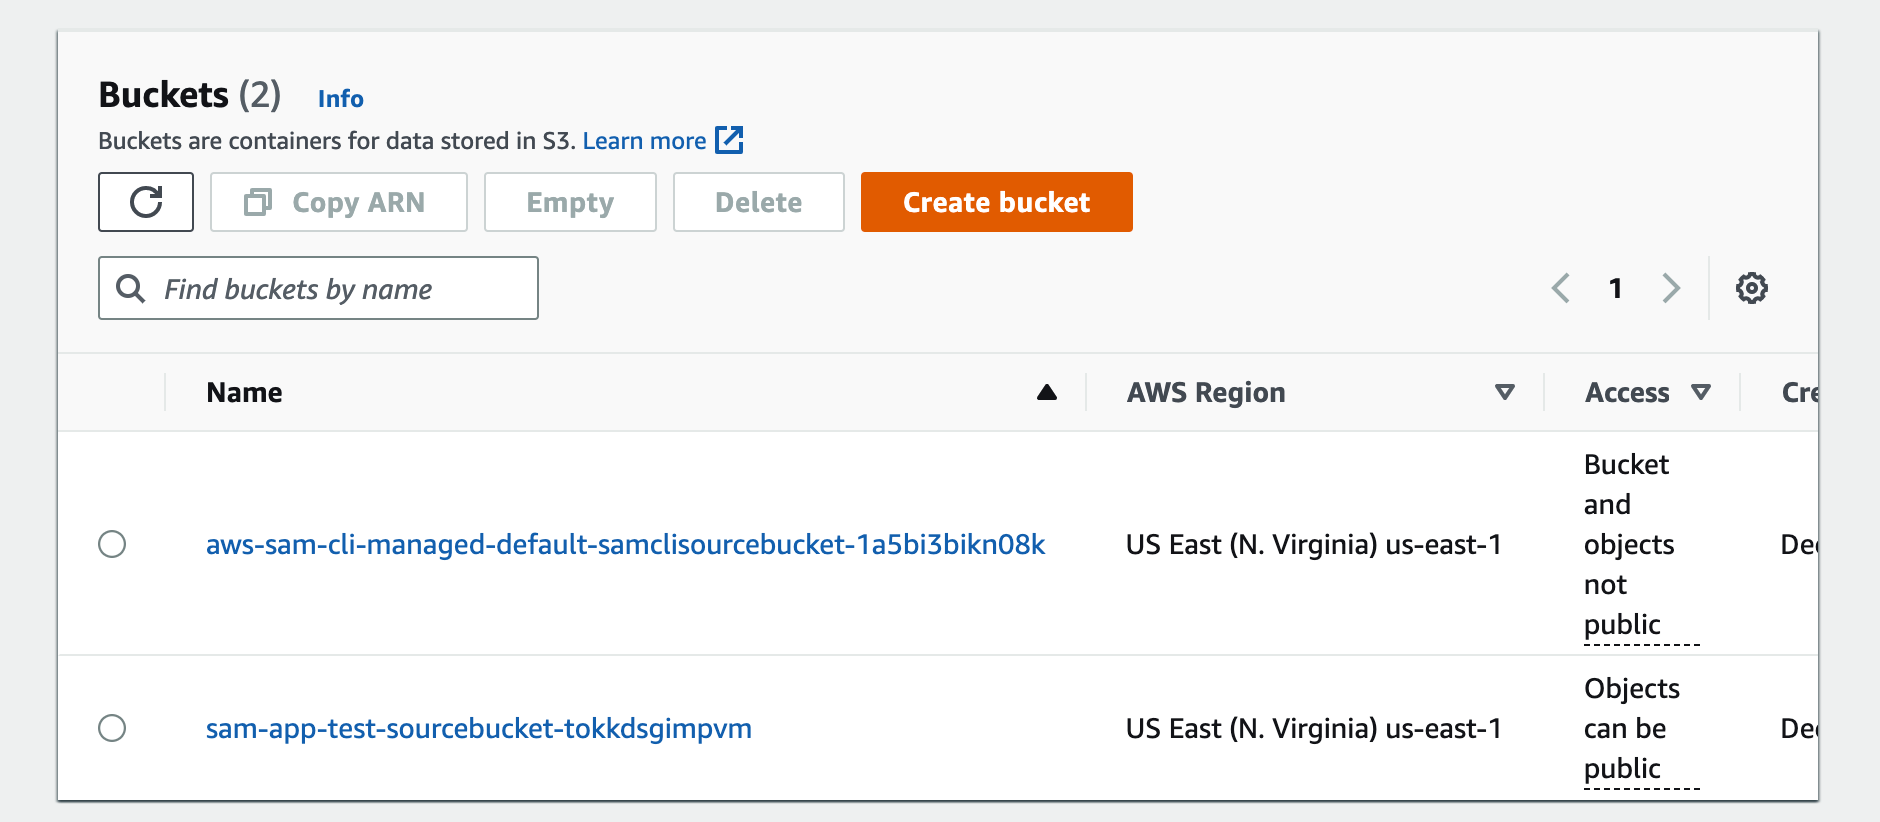 Buckets (2) Info
Buckets are containers for data stored in S3. Learn more
Copy ARN Empty Delete Create bucket
Find buckets by name 1
Name AWS Region Access Cre
aws-sam-cli-managed-default-samclisourcebucket-1a5bi3bikn08k US East (N. Virginia) us-east-1 Bucket
and
objects
not
public Dec
sam-app-test-sourcebucket-tokkdsgimpvm US East (N. Virginia) us-east-1 Objects
can be
public Dec